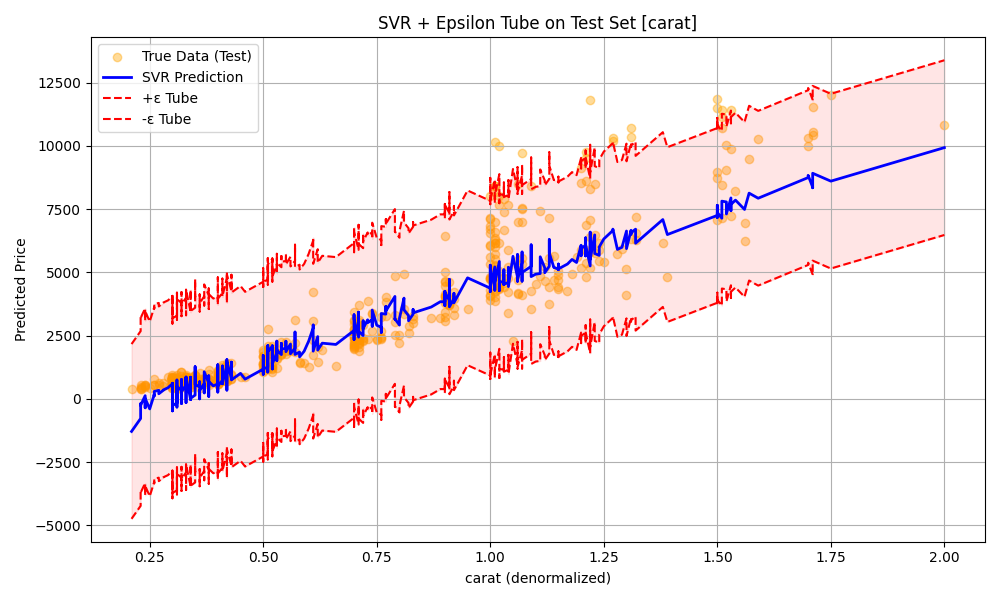 SVR + Epsilon Tube on Test Set [carat]
True Data (Test)
SVR Prediction
+ε Tube
-ε Tube
12500
10000
7500
5000
2500
0
−2500
−5000
Predicted Price
0.25 0.50 0.75 1.00 1.25 1.50 1.75 2.00
carat (denormalized)